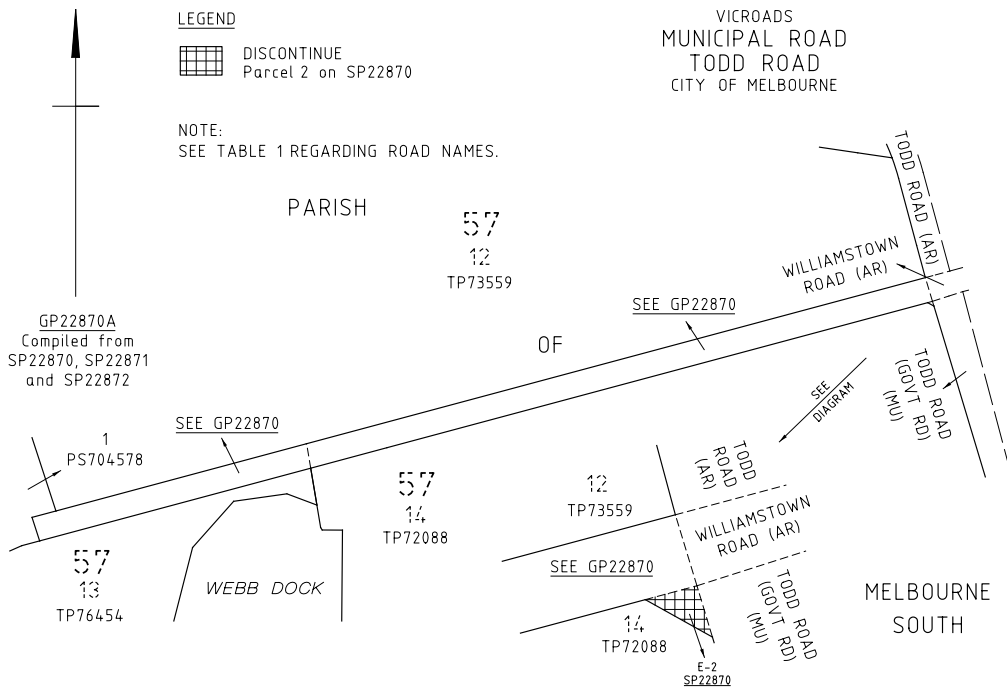 LEGEND
DISCONTINUE
Parcel 2 on SP22870
NOTE:
SEE TABLE 1 REGARDING ROAD NAMES.
VICROADS
MUNICIPAL ROAD
TODD ROAD
CITY OF MELBOURNE
PARISH
57
12
TP73559
TODD ROAD (AR)
WILLIAMSTOWN
ROAD (AR)
SEE GP22870
OF
GP22870A
Compiled from
SP22870, SP22871
and SP22872
TODD ROAD
(GOVT RD)
(MU)
SEE
DIAGRAM
SEE GP22870
1
PS704578
57
14
TP72088
12
TP73559
TODD
ROAD
(AR)
WILLIAMSTOWN
ROAD (AR)
57
13
TP76454
WEBB DOCK
SEE GP22870
TODD ROAD
(GOVT RD)
(MU)
14
TP72088
E-2
SP22870
MELBOURNE
SOUTH